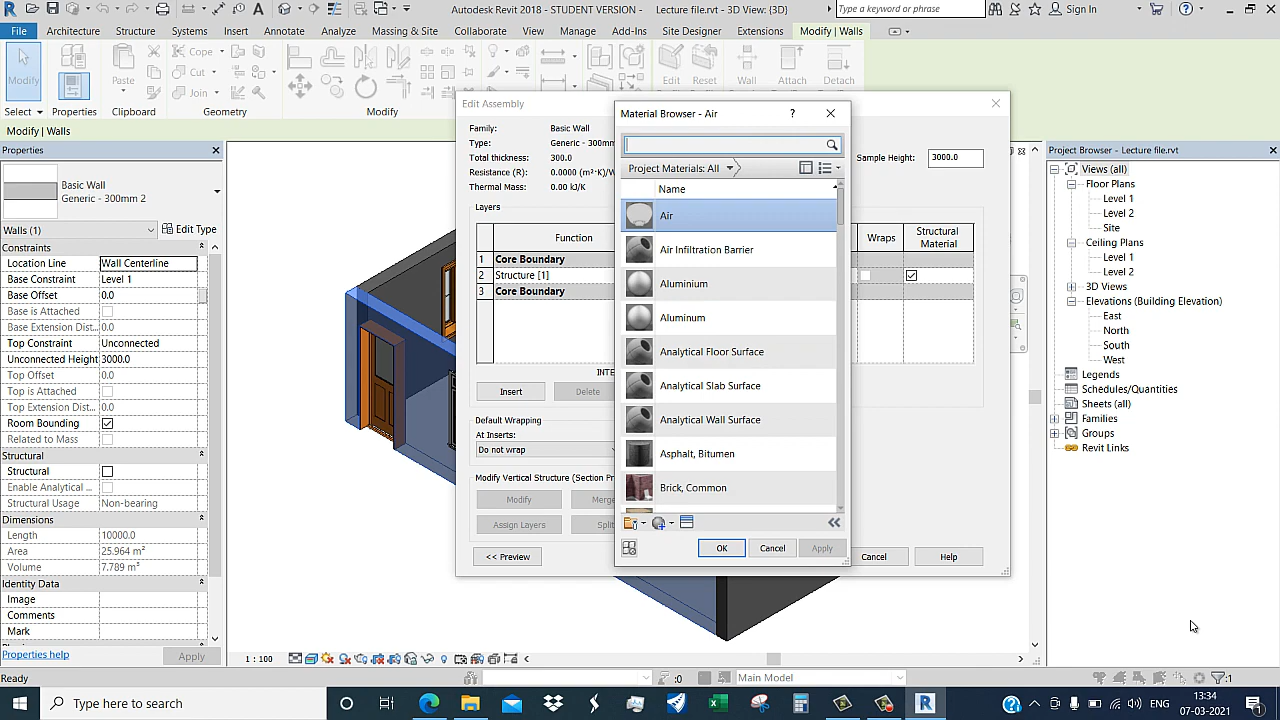 Autodesk Revit 2018 - STUDENT VERSION - Lecture file.rvt - 3D View: {3D}
Type a keyword or phrase
Sign In
File Architecture Structure Systems Insert Annotate Analyze Massing & Site Collaborate View Manage Add-Ins Site Designer Extensions Modify | Walls
Modify
Properties
Paste
Cope
Cut
Join
Edit
Reset
Wall
Attach
Detach
Select
Properties
Clipboard
Geometry
Modify
Modify | Walls
Properties
Basic Wall
Generic - 300mm 2
Walls (1)
Edit Type
Constraints
Location Line Wall Centerline
Base Constraint Level 1
Base Offset 0.0
Base is Attached
Base Extension Dist... 0.0
Top Constraint Unconnected
Unconnected Height 3000.0
Top Offset 0.0
Top is Attached
Top Extension Dist... 0.0
Room Bounding
Related to Mass
Structural
Structural
Enable Analytical ...
Structural Usage Non-bearing
Dimensions
Length 10000.0
Area 25.964 m²
Volume 7.789 m³
Identity Data
Image
Comments
Mark
Properties help
Apply
Edit Assembly
Family: Basic Wall
Type: Generic - 300mm
Total thickness: 300.0
Resistance (R): 0.0000 (m²·K)/W
Thermal Mass: 0.00 kJ/K
Sample Height: 3000.0
Layers
Function
Wraps
Structural Material
1 Core Boundary
2 Structure [1]
3 Core Boundary
INTE
Insert
Delete
Default Wrapping
At Inserts:
Do not wrap
Modify Vertical Structure (Section Pr
Modify
Merge
Assign Layers
Split
<< Preview
Cancel
Help
Material Browser - Air
Project Materials: All
Name
Air
Air Infiltration Barrier
Aluminium
Aluminum
Analytical Floor Surface
Analytical Slab Surface
Analytical Wall Surface
Asphalt, Bitumen
Brick, Common
OK
Cancel
Apply
Project Browser - Lecture file.rvt
Views (all)
Floor Plans
Level 1
Level 2
Site
Ceiling Plans
Level 1
Level 2
3D Views
Elevations (Building Elevation)
East
North
South
West
Legends
Schedules/Quantities
Sheets (all)
Families
Groups
Revit Links
1 : 100
Ready
:0
Main Model
:1
Type here to search
ENG
13:34
07-03-2021